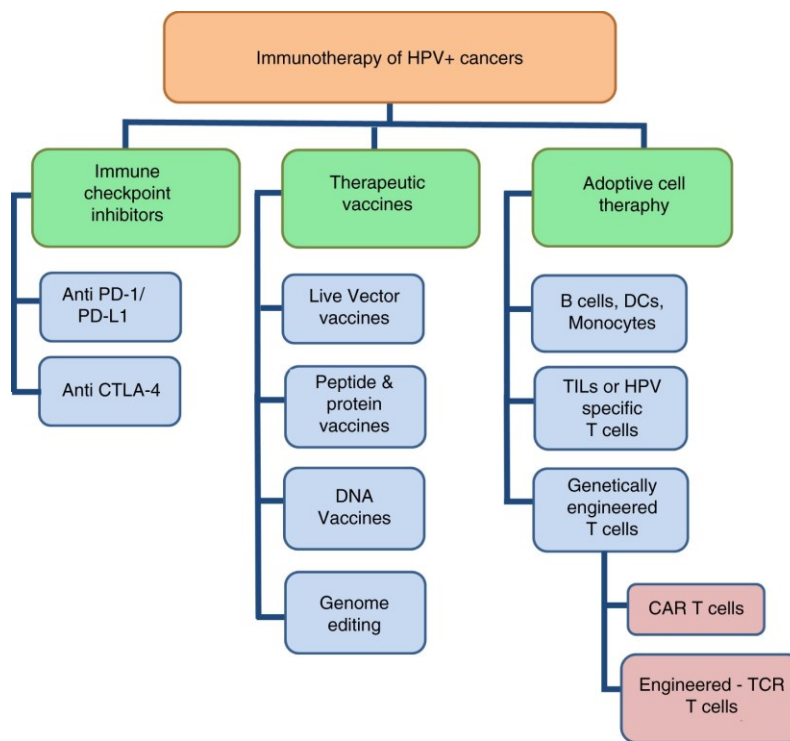 Immunotherapy of HPV+ cancers
Immune
checkpoint
inhibitors
Anti PD-1/
PD-L1
Anti CTLA-4
Therapeutic
vaccines
Live Vector
vaccines
Peptide &
protein
vaccines
DNA
Vaccines
Genome
editing
Adoptive cell
theraphy
B cells, DCs,
Monocytes
TILs or HPV
specific
T cells
Genetically
engineered
T cells
CAR T cells
Engineered - TCR
T cells